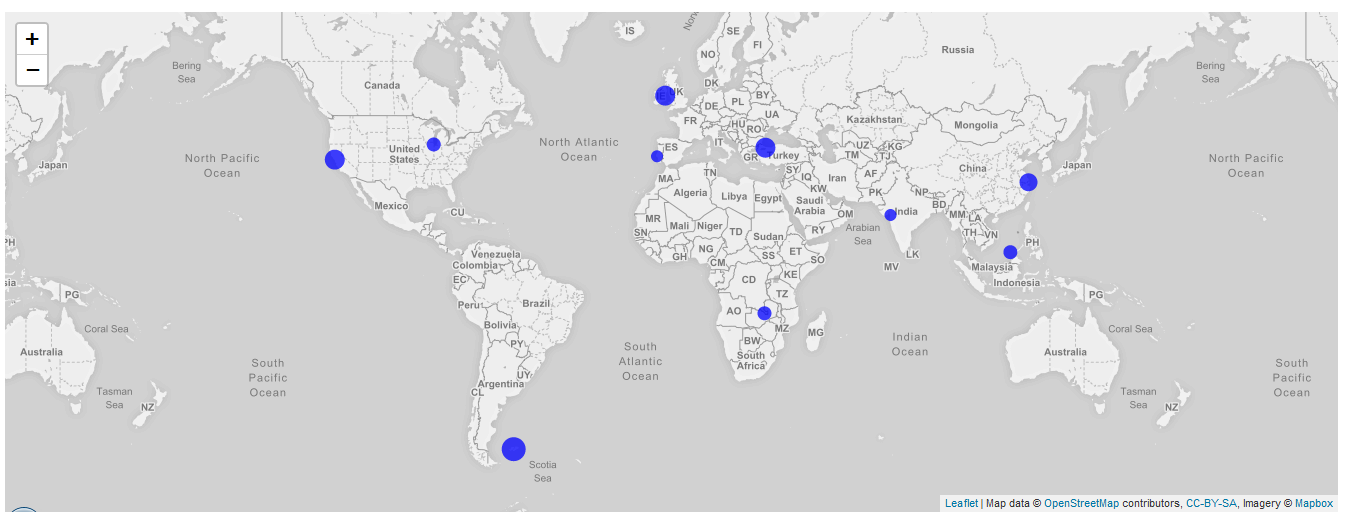 +
−
IS
SE
FI
NO
Russia
Bering
Sea
Bering
Sea
Canada
DK
UK
IE
PL
BY
DE
UA
FR
HU
RO
Kazakhstan
Mongolia
North Atlantic
Ocean
United
States
ES
IT
GR
Turkey
UZ
KG
TM
TJ
Japan
North Pacific
Ocean
MA
TN
SY
IQ
Iran
AF
China
Japan
North Pacific
Ocean
Algeria
Libya
Egypt
KW
PK
NP
Mexico
CU
Saudi
Arabia
OM
India
BD
MR
Mali
Niger
TD
Sudan
RY
Arabian
Sea
MM
LA
TH
VN
PH
PH
SN
GH
NG
CM
SS
ET
SO
LK
MV
Venezuela
Colombia
EC
CD
KE
Malaysia
Indonesia
PG
PG
Peru
Brazil
TZ
AO
Bolivia
MZ
MG
Coral Sea
Coral Sea
PY
BW
Indian
Ocean
Australia
South
Pacific
Ocean
South
Atlantic
Ocean
South
Africa
Australia
South
Pacific
Ocean
UY
Argentina
CL
Tasman
Sea
NZ
Tasman
Sea
NZ
Scotia
Sea
Leaflet | Map data © OpenStreetMap contributors, CC-BY-SA, Imagery © Mapbox